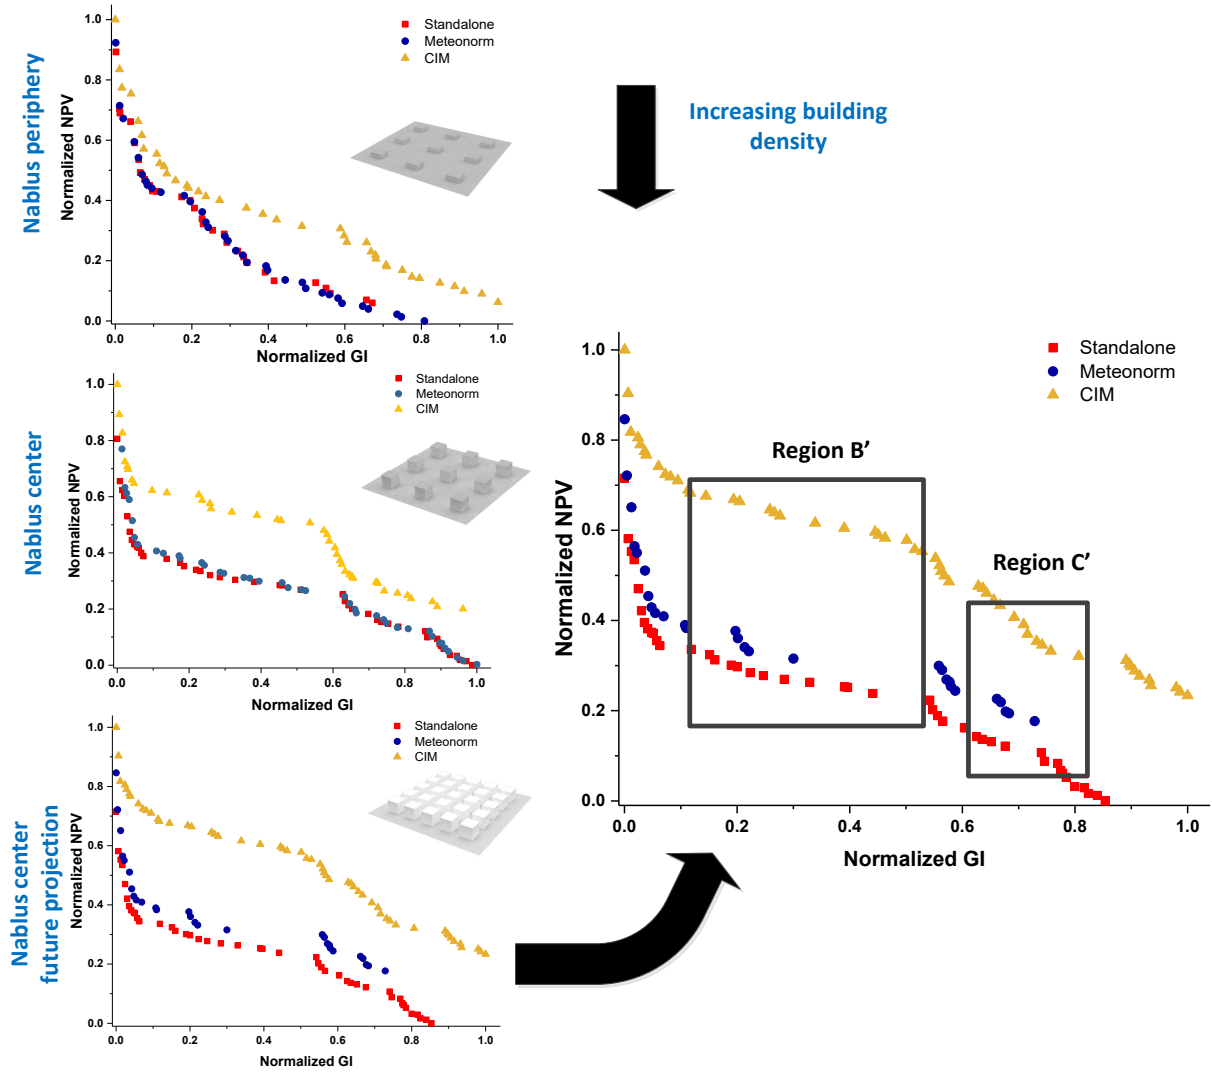 Nablus periphery
Normalized NPV
1.0
0.8
0.6
0.4
0.2
0.0
0.0
0.2
0.4
0.6
0.8
1.0
Normalized GI
Standalone
Meteonorm
CIM
Increasing building
density
Nablus center
Normalized NPV
1.0
0.8
0.6
0.4
0.2
0.0
0.0
0.2
0.4
0.6
0.8
1.0
Normalized GI
Standalone
Meteonorm
CIM
Nablus center
future projection
Normalized NPV
1.0
0.8
0.6
0.4
0.2
0.0
0.0
0.2
0.4
0.6
0.8
1.0
Normalized GI
Standalone
Meteonorm
CIM
Normalized NPV
1.0
0.8
0.6
0.4
0.2
0.0
0.0
0.2
0.4
0.6
0.8
1.0
Normalized GI
Standalone
Meteonorm
CIM
Region B’
Region C’